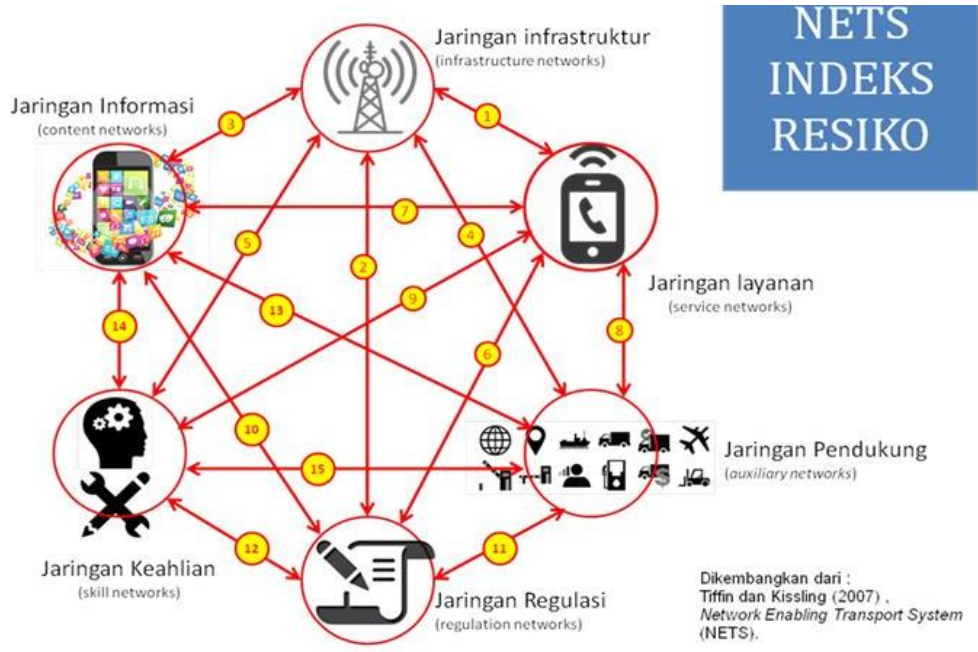 NETS
INDEKS
RESIKO
Jaringan infrastruktur
(infrastructure networks)
Jaringan Informasi
(content networks)
3
1
7
5
2
4
Jaringan layanan
(service networks)
13
9
14
8
6
10
15
Jaringan Pendukung
(auxiliary networks)
12
11
Jaringan Keahlian
(skill networks)
Jaringan Regulasi
(regulation networks)
Dikembangkan dari :
Tiffin dan Kissling (2007) ,
Network Enabling Transport System
(NETS).